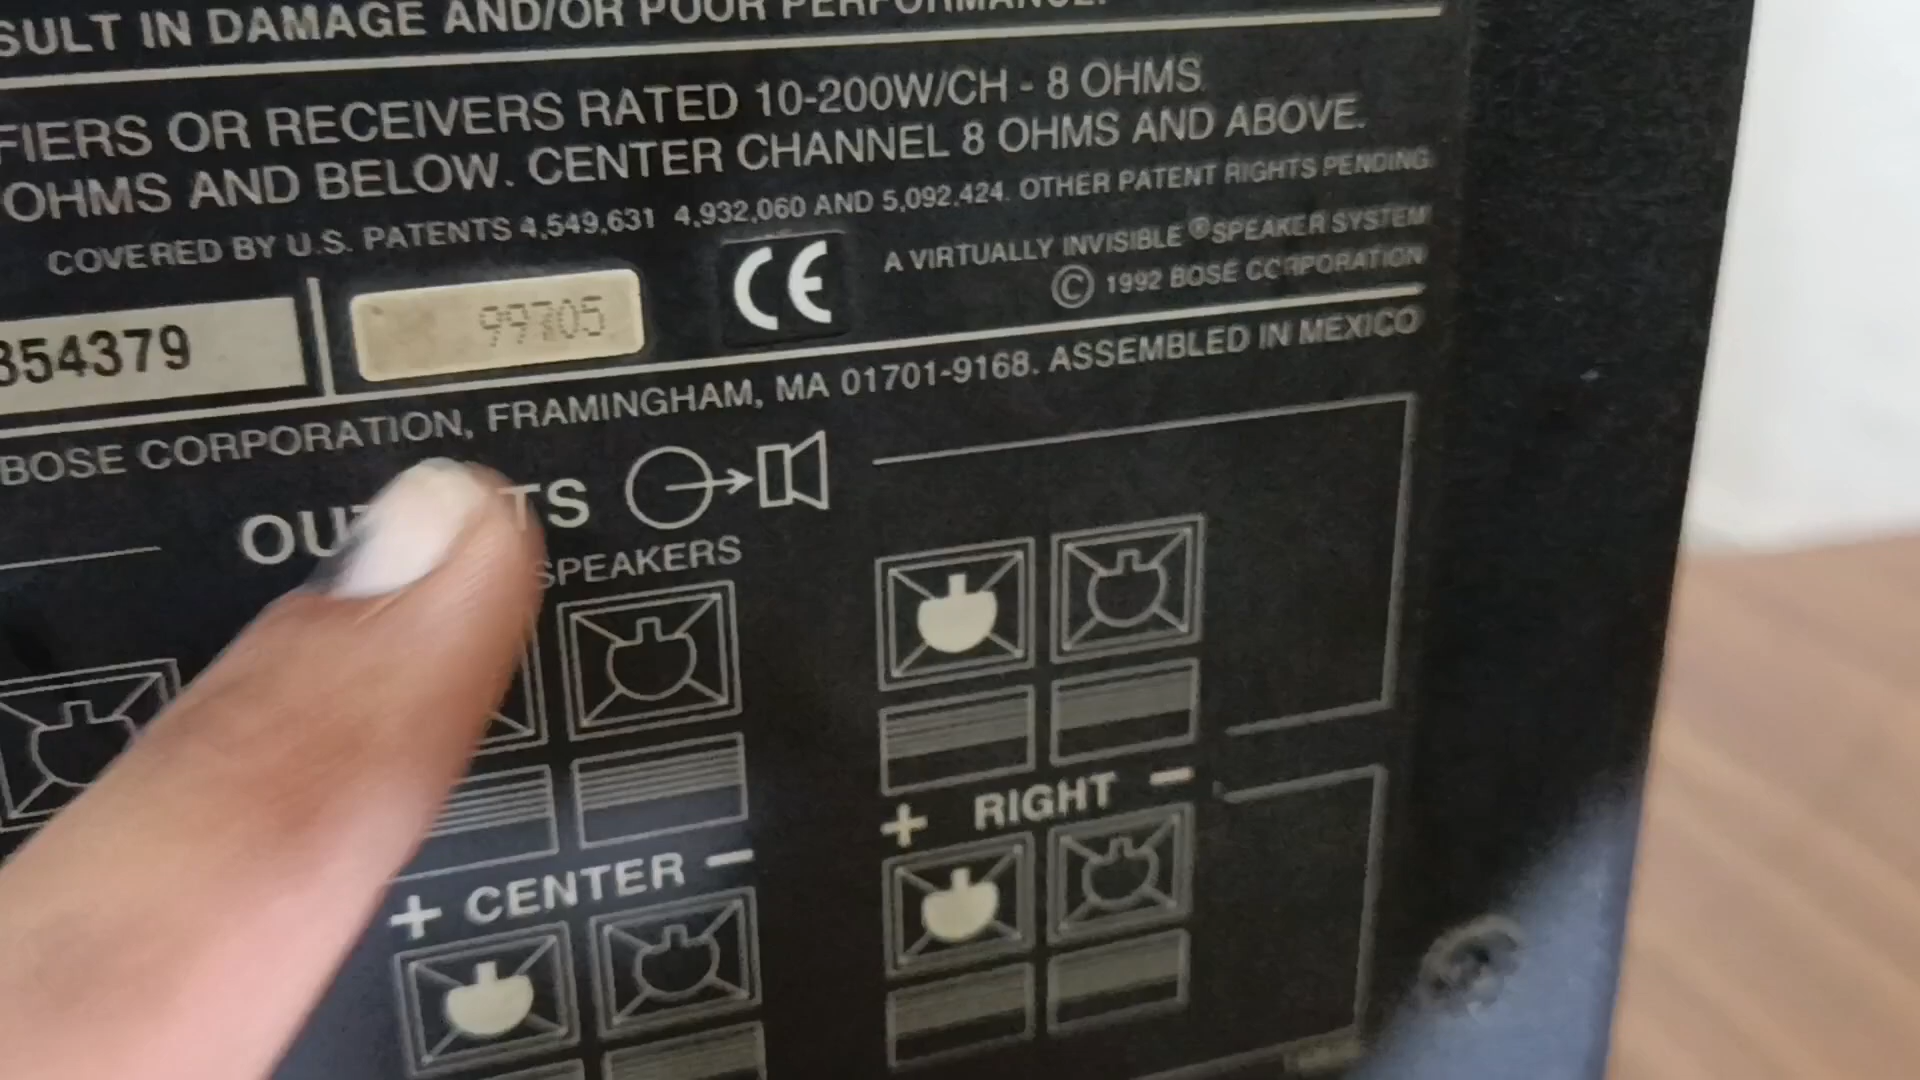 SULT IN DAMAGE AND/OR POOR PERFORMANCE.
FIERS OR RECEIVERS RATED 10-200W/CH - 8 OHMS.
OHMS AND BELOW. CENTER CHANNEL 8 OHMS AND ABOVE.
COVERED BY U.S. PATENTS 4,549,631 4,932,060 AND 5,092,424. OTHER PATENT RIGHTS PENDING.
A VIRTUALLY INVISIBLE ® SPEAKER SYSTEM
© 1992 BOSE CORPORATION
CE
354379
BOSE CORPORATION, FRAMINGHAM, MA 01701-9168. ASSEMBLED IN MEXICO
OUTTS
SPEAKERS
+ RIGHT -
+ CENTER -